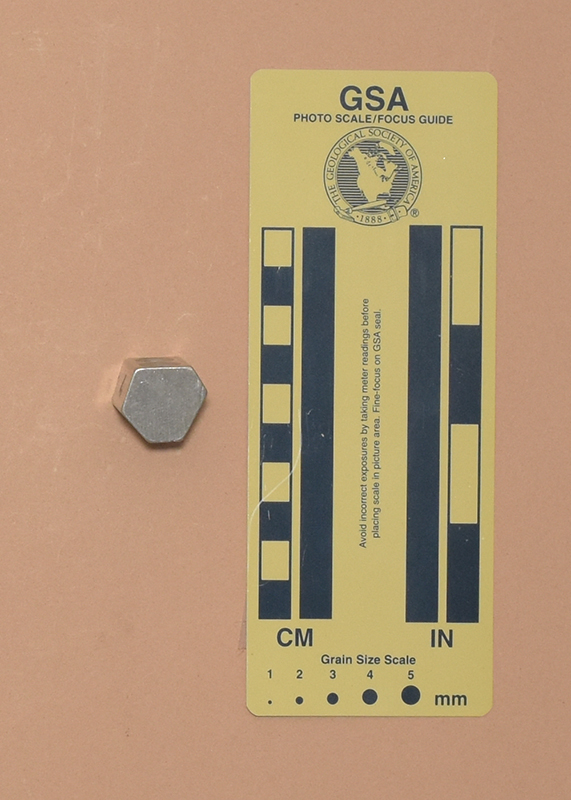 GSA
PHOTO SCALE/FOCUS GUIDE
THE GEOLOGICAL SOCIETY OF AMERICA
·1888·
®
Avoid incorrect exposures by taking meter readings before
placing scale in picture area. Fine-focus on GSA seal.
CM
IN
Grain Size Scale
1 2 3 4 5
mm